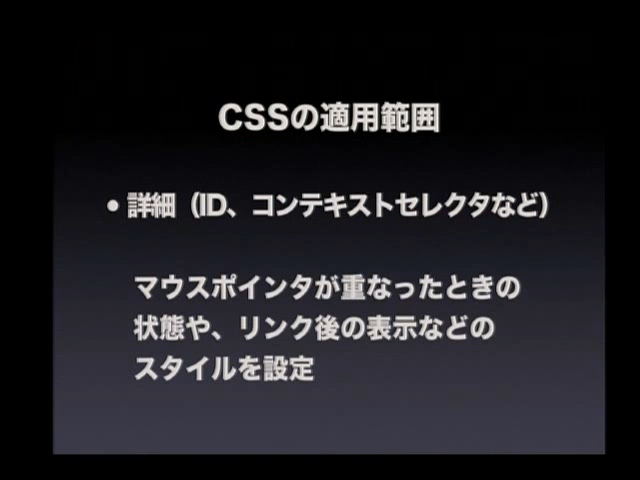 CSSの適用範囲
• 詳細（ID、コンテキストセレクタなど）
マウスポインタが重なったときの
状態や、リンク後の表示などの
スタイルを設定